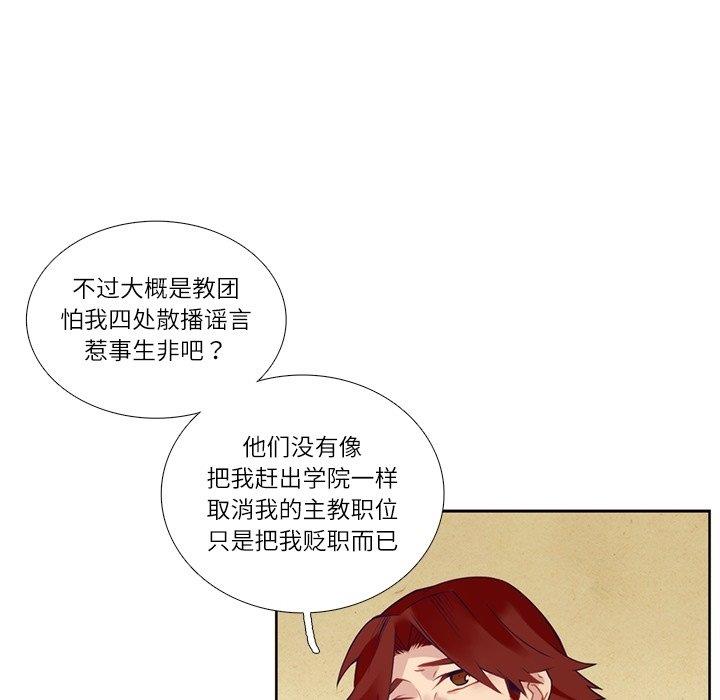 不过大概是教团
怕我四处散播谣言
惹事生非吧？
他们没有像
把我赶出学院一样
取消我的主教职位
只是把我贬职而已